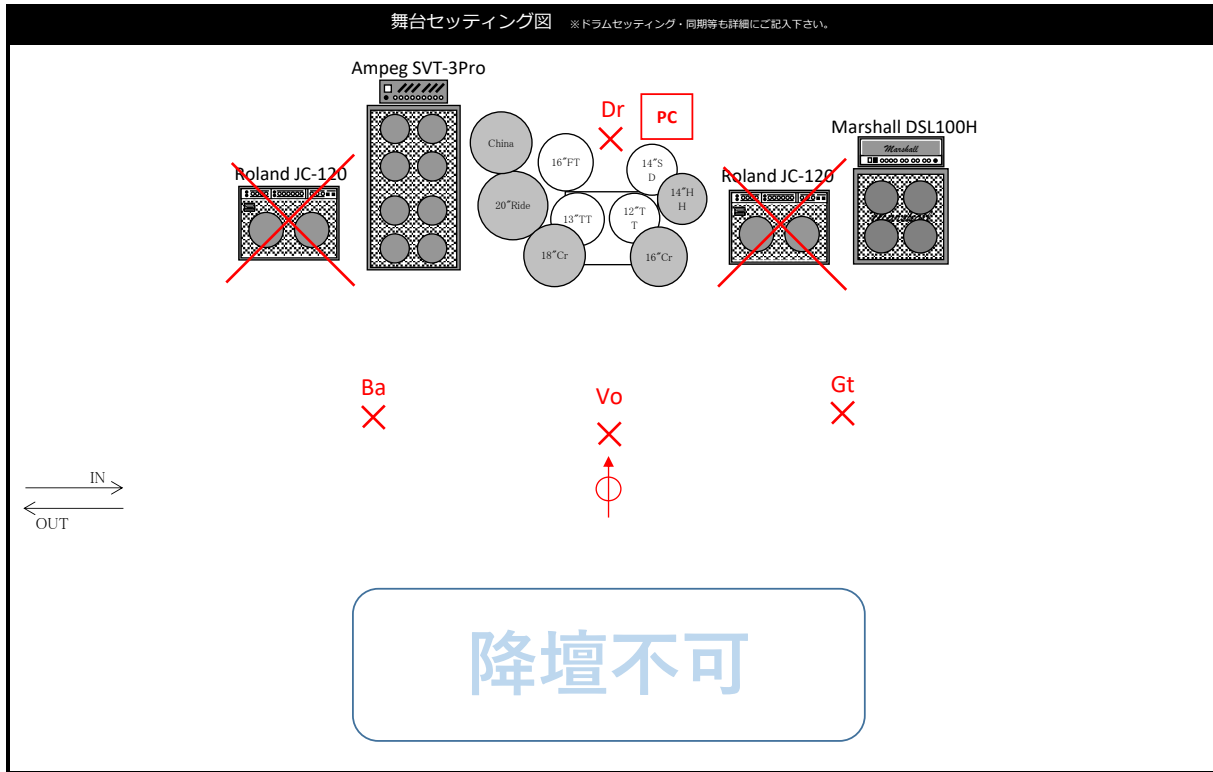 舞台セッティング図 ※ドラムセッティング・同期等も詳細にご記入下さい。
Ampeg SVT-3Pro
Dr
PC
Marshall DSL100H
Marshall
China
16"FT
14"S
D
Roland JC-120
Roland JC-120
14"H
H
20"Ride
13"TT
12"T
T
Marshall
18"Cr
16"Cr
Ba
Vo
Gt
IN
OUT
降壇不可